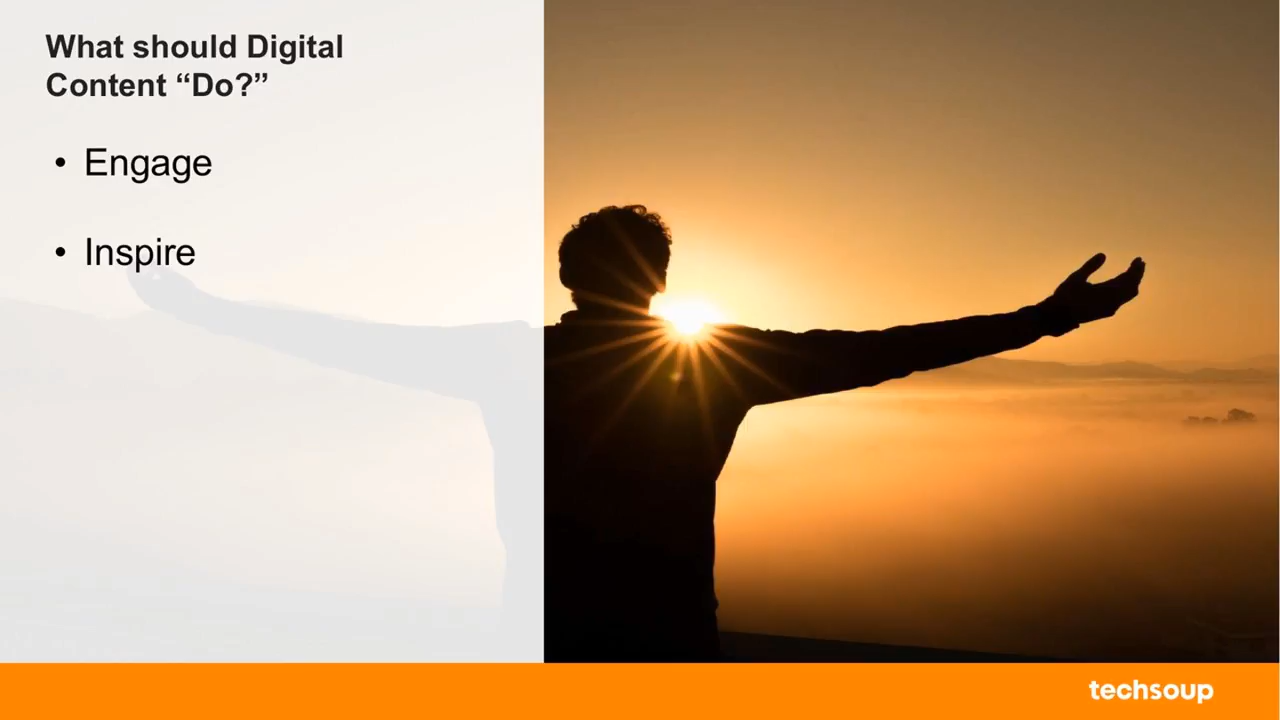 What should Digital
Content “Do?”
• Engage
• Inspire
techsoup